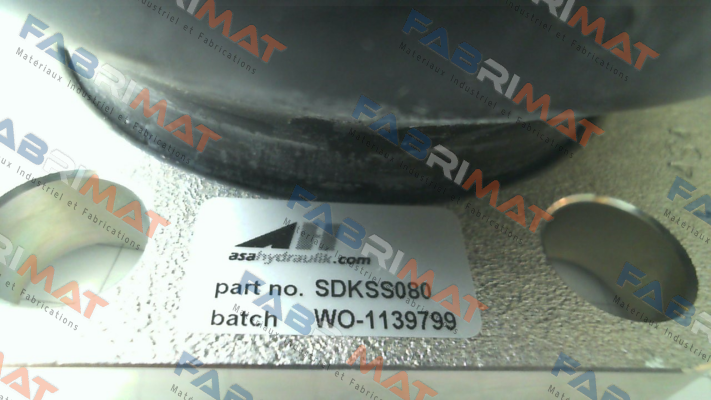 asahydraulik.com
part no. SDKSS080
batch WO-1139799
FABRIMAT
Materiaux Industriel et Fabrications